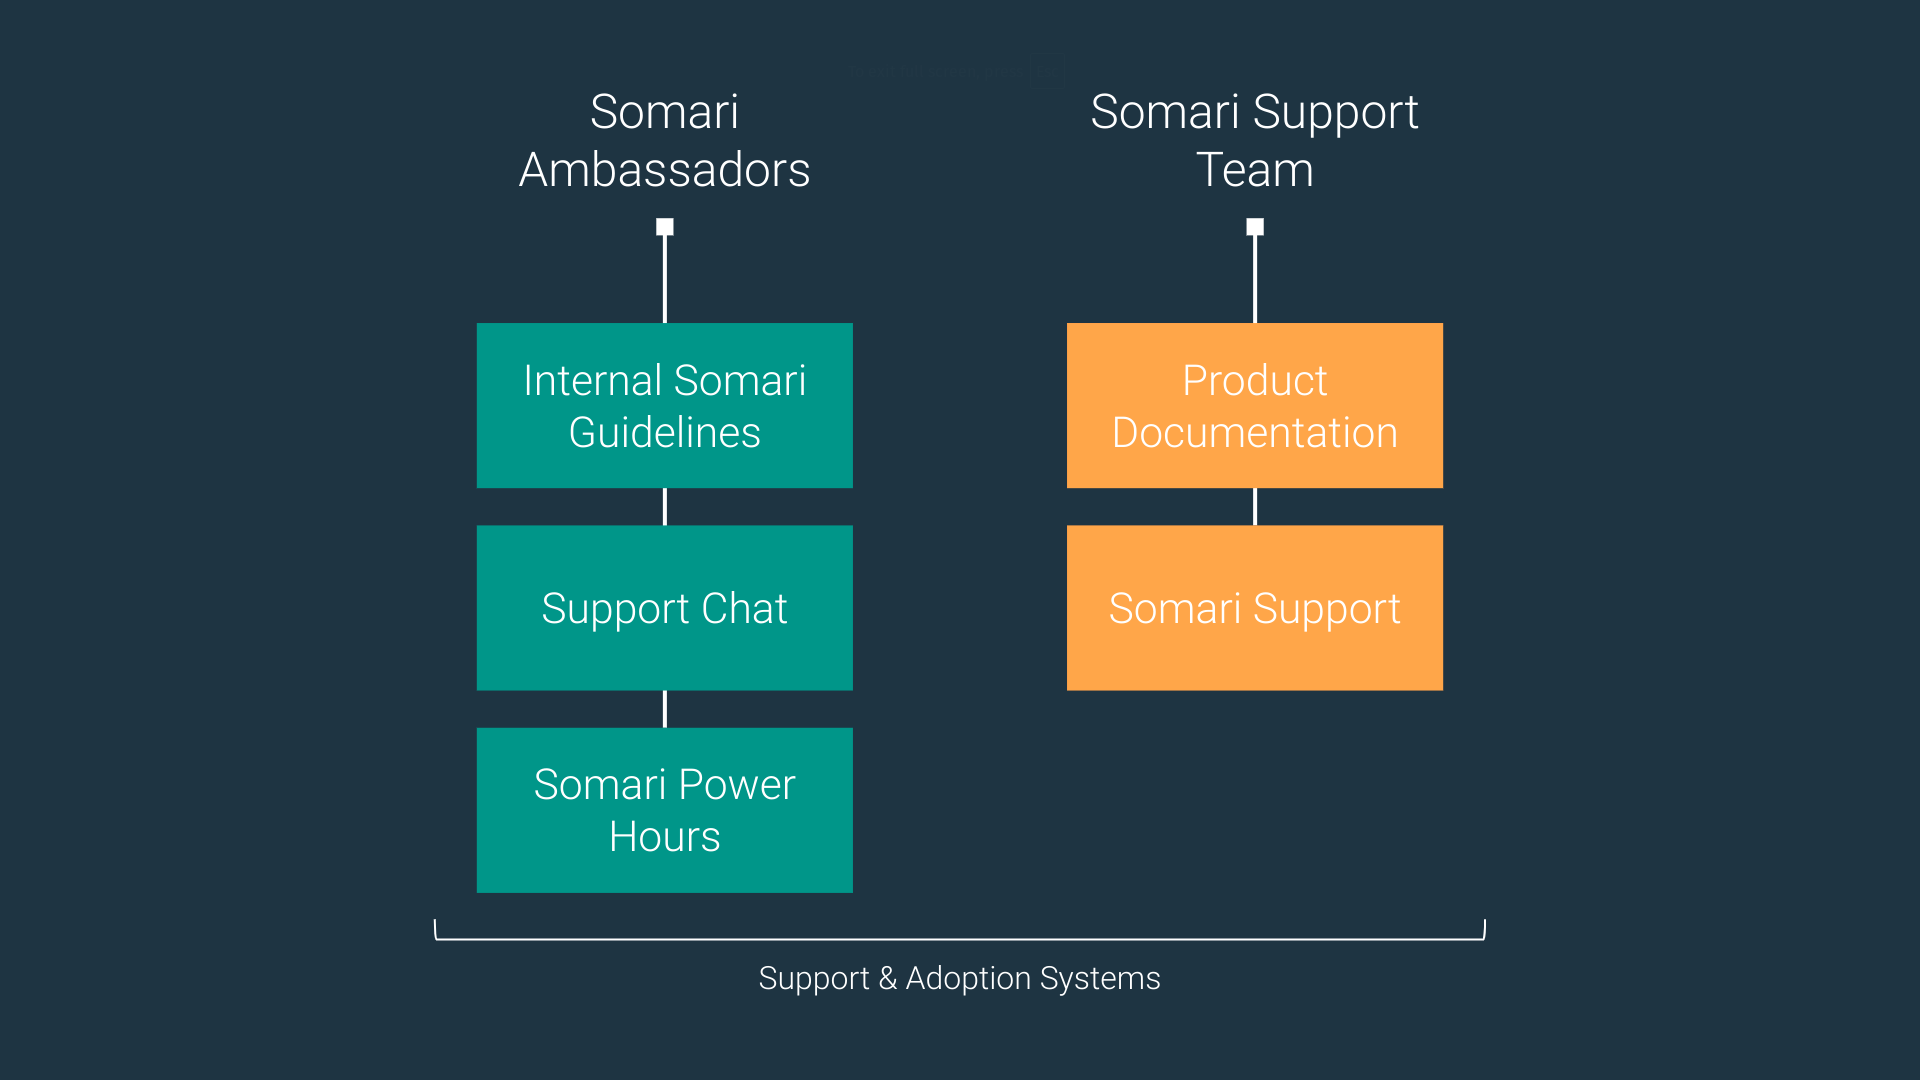 Somari
Ambassadors
Internal Somari
Guidelines
Support Chat
Somari Power
Hours
Somari Support
Team
Product
Documentation
Somari Support
Support & Adoption Systems